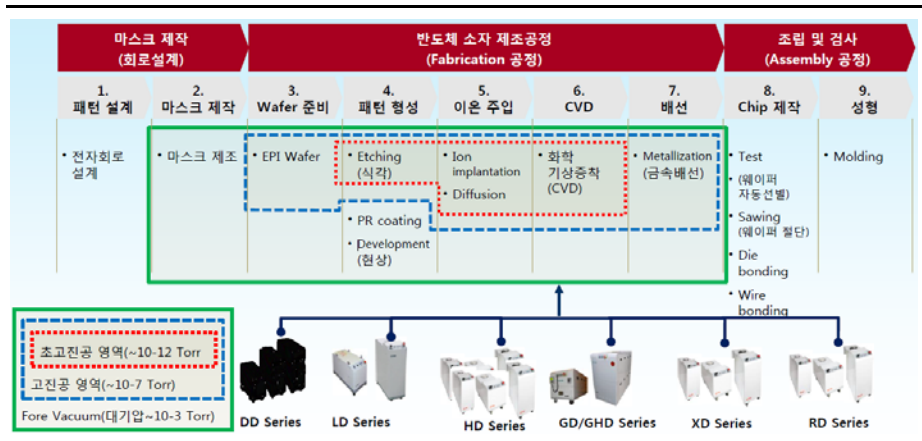 마스크 제작
(회로설계)
반도체 소자 제조공정
(Fabrication 공정)
조립 및 검사
(Assembly 공정)
1.
패턴 설계
2.
마스크 제작
3.
Wafer 준비
4.
패턴 형성
5.
이온 주입
6.
CVD
7.
배선
8.
Chip 제작
9.
성형
• 전자회로
설계
• 마스크 제조
• EPI Wafer
• Etching
(식각)
• PR coating
• Development
(현상)
• Ion
implantation
• Diffusion
• 화학
기상증착
(CVD)
• Metallization
(금속배선)
• Test
• (웨이퍼
자동선별)
• Sawing
(웨이퍼 절단)
• Die
bonding
• Wire
bonding
• Molding
초고진공 영역(~10-12 Torr
고진공 영역(~10-7 Torr)
Fore Vacuum(대기압~10-3 Torr)
DD Series
LD Series
HD Series
GD/GHD Series
XD Series
RD Series